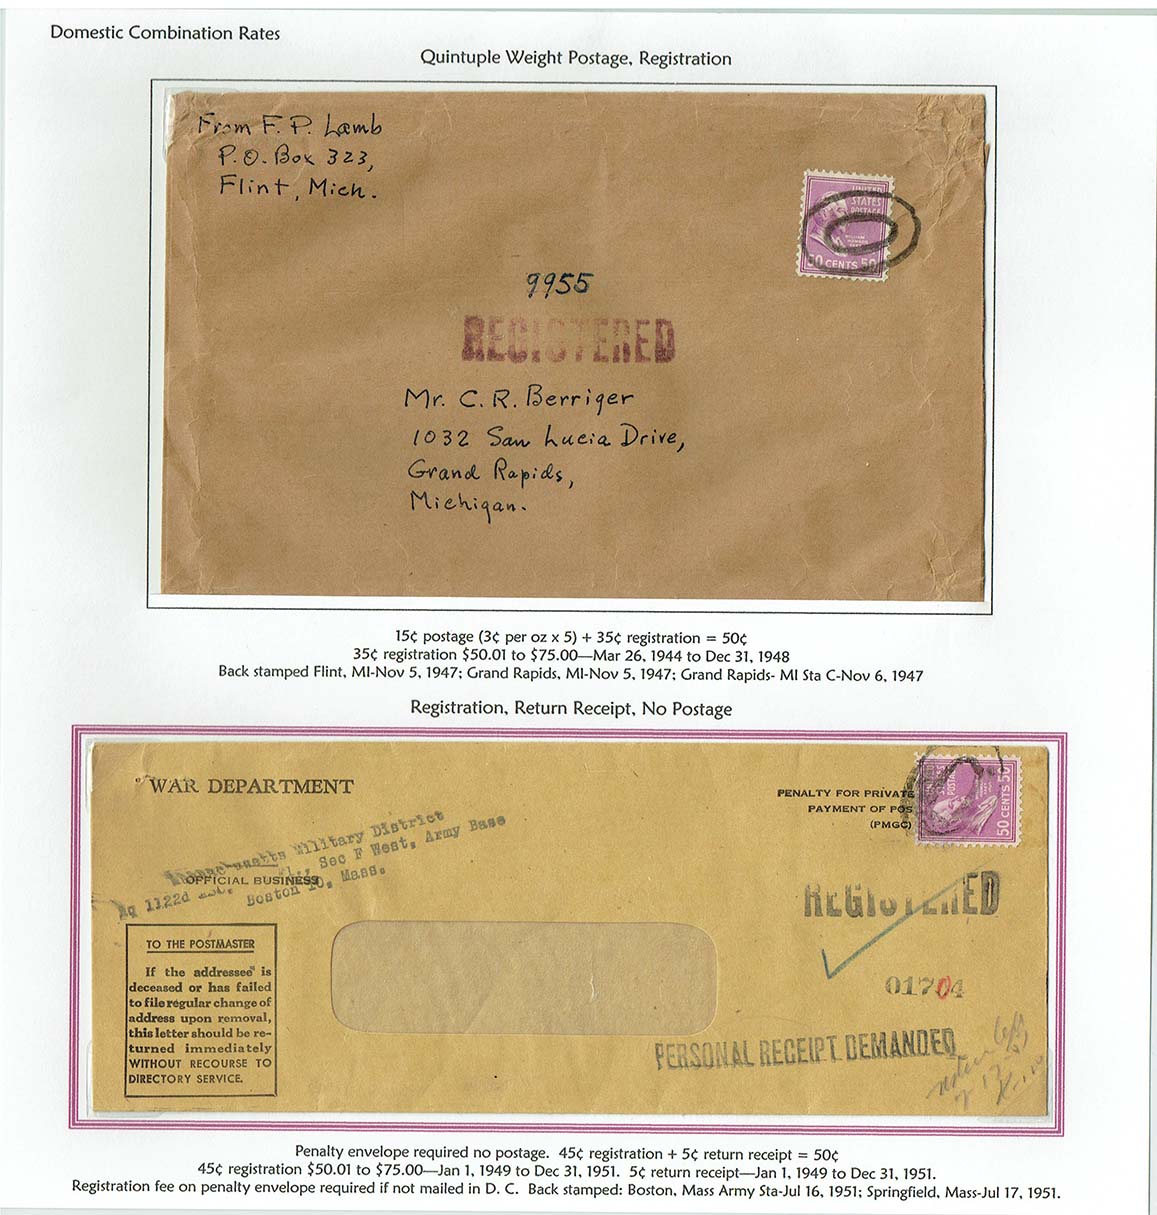 Domestic Combination Rates
Quintuple Weight Postage, Registration
From F. P. Lamb
P.O. Box 323,
Flint, Mich.
UNITED
STATES
POSTAGE
WILLIAM
HOWARD
50 CENTS 50
9955
REGISTERED
Mr. C. R. Berriger
1032 San Lucia Drive,
Grand Rapids,
Michigan.
15¢ postage (3¢ per oz x 5) + 35¢ registration = 50¢
35¢ registration $50.01 to $75.00—Mar 26, 1944 to Dec 31, 1948
Back stamped Flint, MI-Nov 5, 1947; Grand Rapids, MI-Nov 5, 1947; Grand Rapids- MI Sta C-Nov 6, 1947
Registration, Return Receipt, No Postage
WAR DEPARTMENT
Massachusetts Military District
Hq 1122d Sec F West, Army Base
Boston 10, Mass.
OFFICIAL BUSINESS
PENALTY FOR PRIVATE
PAYMENT OF POS
(PMGC)
50 CENTS 50
REGISTERED
01704
PERSONAL RECEIPT DEMANDED
TO THE POSTMASTER
If the addressee is
deceased or has failed
to file regular change of
address upon removal,
this letter should be re-
turned immediately
WITHOUT RECOURSE TO
DIRECTORY SERVICE.
Penalty envelope required no postage. 45¢ registration + 5¢ return receipt = 50¢
45¢ registration $50.01 to $75.00—Jan 1, 1949 to Dec 31, 1951. 5¢ return receipt—Jan 1, 1949 to Dec 31, 1951.
Registration fee on penalty envelope required if not mailed in D. C. Back stamped: Boston, Mass Army Sta-Jul 16, 1951; Springfield, Mass-Jul 17, 1951.